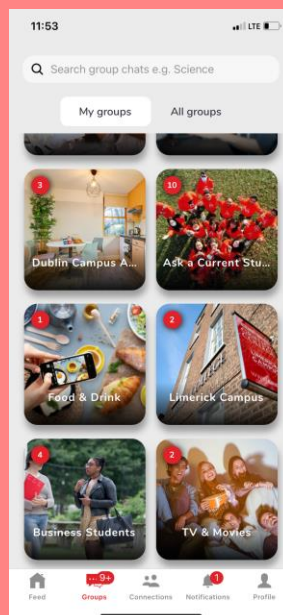 11:53
LTE
Search group chats e.g. Science
My groups
All groups
3
Dublin Campus A...
10
Ask a Current Stu...
1
Food & Drink
2
Limerick Campus
4
Business Students
2
TV & Movies
Feed
... 9+
Groups
Connections
1
Notifications
Profile